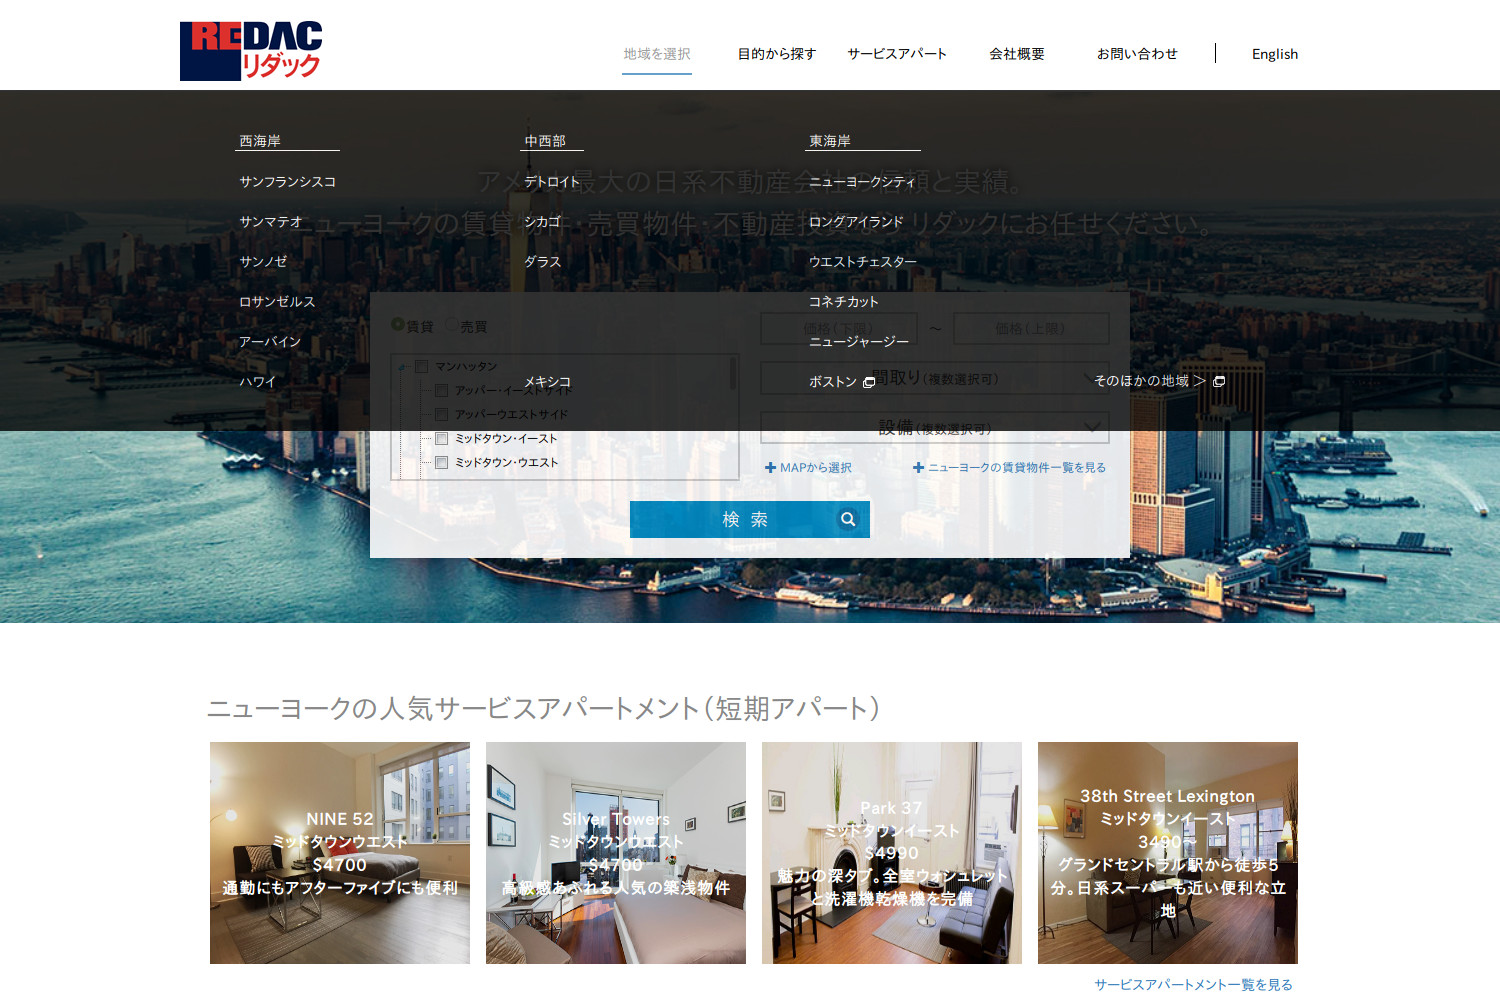 REDAC
リダック
地域を選択
目的から探す
サービスアパート
会社概要
お問い合わせ
English
西海岸
サンフランシスコ
サンマテオ
サンノゼ
ロサンゼルス
アーバイン
ハワイ
中西部
デトロイト
シカゴ
ダラス
メキシコ
東海岸
ニューヨークシティ
ロングアイランド
ウエストチェスター
コネチカット
ニュージャージー
ボストン
そのほかの地域 ＞
最大の日系不動産会社の信頼と実績。
ニューヨークの賃貸物件・売買物件・不動産投資 リダックにお任せください。
賃貸 売買
マンハッタン
アッパー・イーストサイド
アッパーウエストサイド
ミッドタウン・イースト
ミッドタウン・ウエスト
価格（下限） ～ 価格（上限）
間取り（複数選択可）
設備（複数選択可）
MAPから選択
ニューヨークの賃貸物件一覧を見る
検 索
ニューヨークの人気サービスアパートメント（短期アパート）
NINE 52
ミッドタウンウエスト
$4700
通勤にもアフターファイブにも便利
Silver Towers
ミッドタウンウエスト
$4700
高級感あふれる人気の築浅物件
Park 37
ミッドタウンイースト
$4990
魅力の深タブ。全室ウォシュレット
と洗濯機乾燥機を完備
38th Street Lexington
ミッドタウンイースト
3490～
グランドセントラル駅から徒歩5
分。日系スーパーも近い便利な立
地
サービスアパートメント一覧を見る